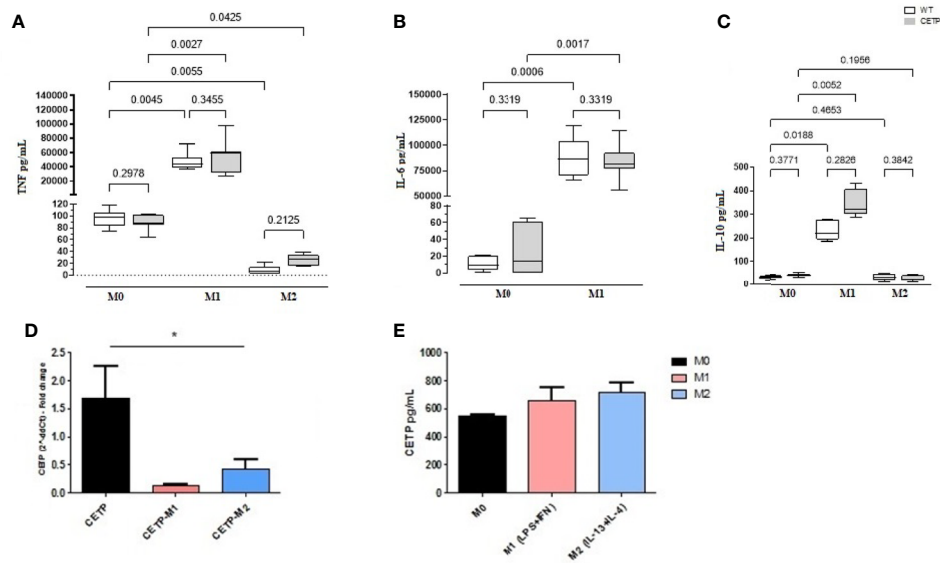 A
0.0425
0.0027
0.0055
0.0045
0.3455
0.2978
0.2125
TNF pg/mL
140000
120000
100000
80000
60000
40000
20000
120
100
80
60
40
30
20
10
0
M0
M1
M2
B
0.0017
0.0006
0.3319
0.3319
IL-6 pg/mL
150000
125000
100000
75000
50000
80
60
40
20
0
M0
M1
C
WT
CETP
0.1956
0.0052
0.4653
0.0188
0.3771
0.2826
0.3842
IL-10 pg/mL
500
400
300
200
100
0
M0
M1
M2
D
*
CETP (2^-ddCt) - Fold change
2.5
2.0
1.5
1.0
0.5
0.0
CETP
CETP-M1
CETP-M2
E
CETP pg/mL
1000
800
600
400
200
0
M0
M1 (LPS+IFN)
M2 (IL-13+IL-4)
M0
M1
M2